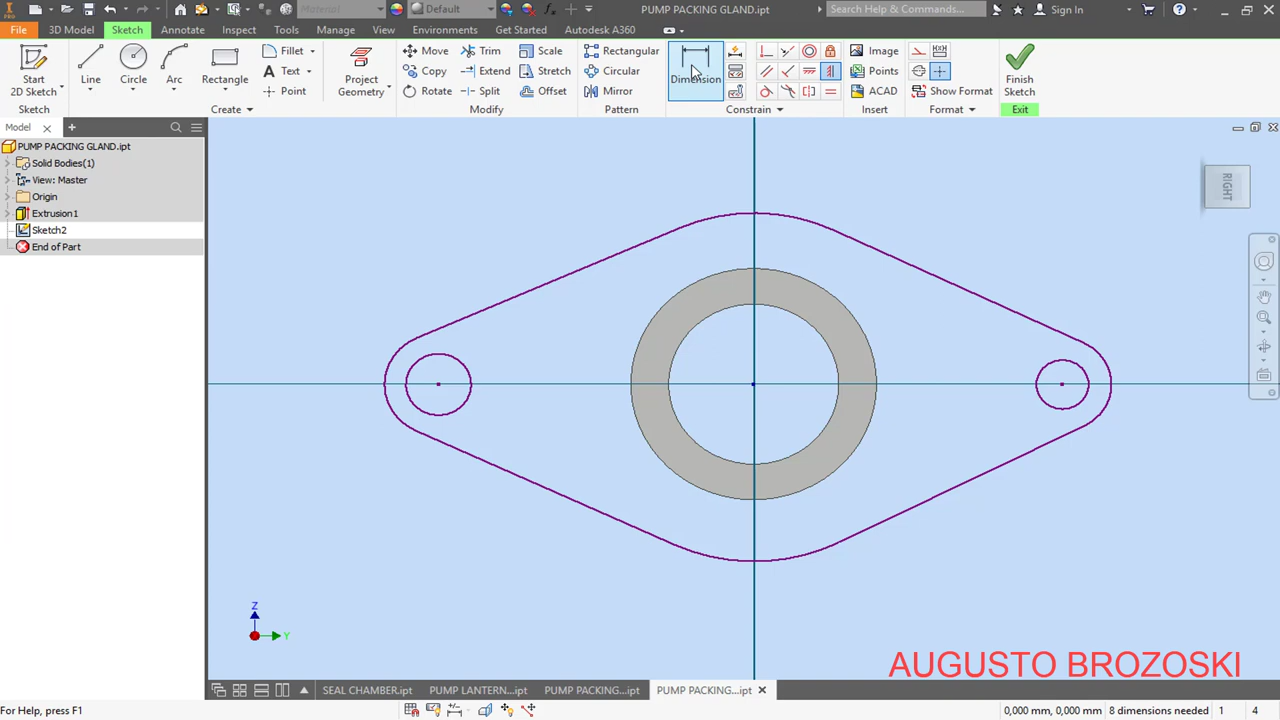 PUMP PACKING GLAND.ipt
Material
Default
Search Help & Commands...
Sign In
PRO
File
3D Model
Sketch
Annotate
Inspect
Tools
Manage
View
Environments
Get Started
Autodesk A360
Start
2D Sketch
Line
Circle
Arc
Rectangle
Fillet
Text
Point
Project
Geometry
Move
Copy
Rotate
Trim
Extend
Split
Scale
Stretch
Offset
Rectangular
Circular
Mirror
Dimension
Image
Points
ACAD
Show Format
Finish
Sketch
Sketch
Create
Modify
Pattern
Constrain
Insert
Format
Exit
Model
PUMP PACKING GLAND.ipt
Solid Bodies(1)
View: Master
Origin
Extrusion1
Sketch2
End of Part
RIGHT
Z
Y
AUGUSTO BROZOSKI
SEAL CHAMBER.ipt
PUMP LANTERN...ipt
PUMP PACKING...ipt
PUMP PACKING...ipt
For Help, press F1
0,000 mm, 0,000 mm
8 dimensions needed
1
4